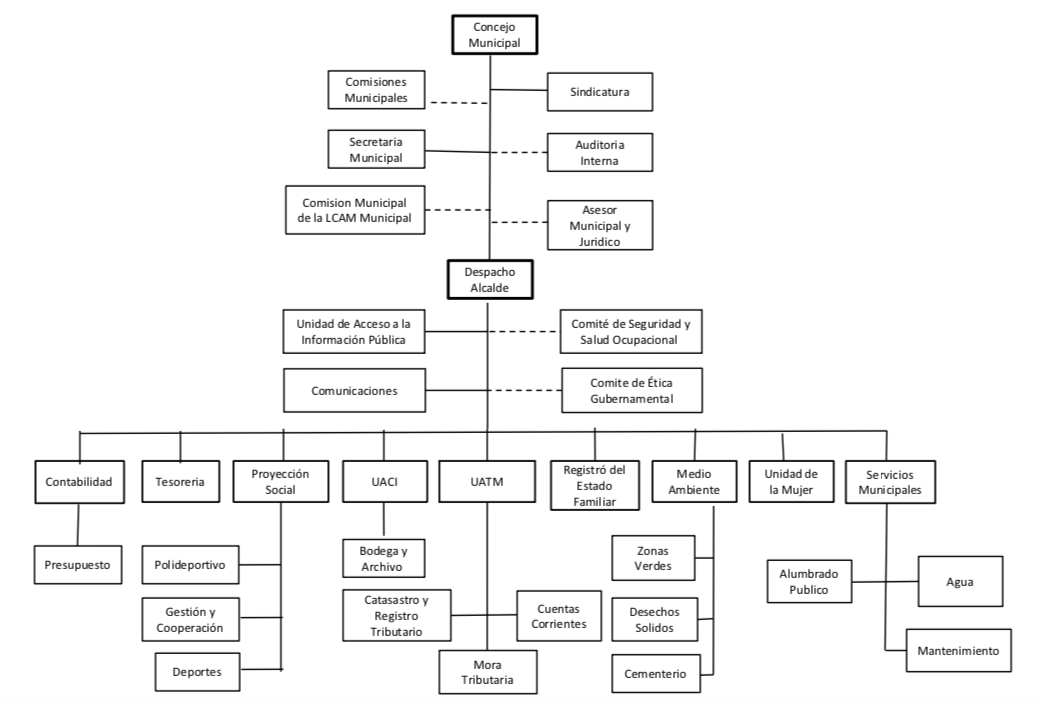 Concejo
Municipal
Comisiones
Municipales
Sindicatura
Secretaria
Municipal
Auditoria
Interna
Comision Municipal
de la LCAM Municipal
Asesor
Municipal y
Juridico
Despacho
Alcalde
Unidad de Acceso a la
Información Pública
Comité de Seguridad y
Salud Ocupacional
Comunicaciones
Comite de Ética
Gubernamental
Contabilidad
Tesoreria
Proyección
Social
UACI
UATM
Registró del
Estado
Familiar
Medio
Ambiente
Unidad de
la Mujer
Servicios
Municipales
Presupuesto
Polideportivo
Bodega y
Archivo
Zonas
Verdes
Alumbrado
Publico
Agua
Gestión y
Cooperación
Catasastro y
Registro
Tributario
Cuentas
Corrientes
Desechos
Solidos
Mantenimiento
Deportes
Mora
Tributaria
Cementerio